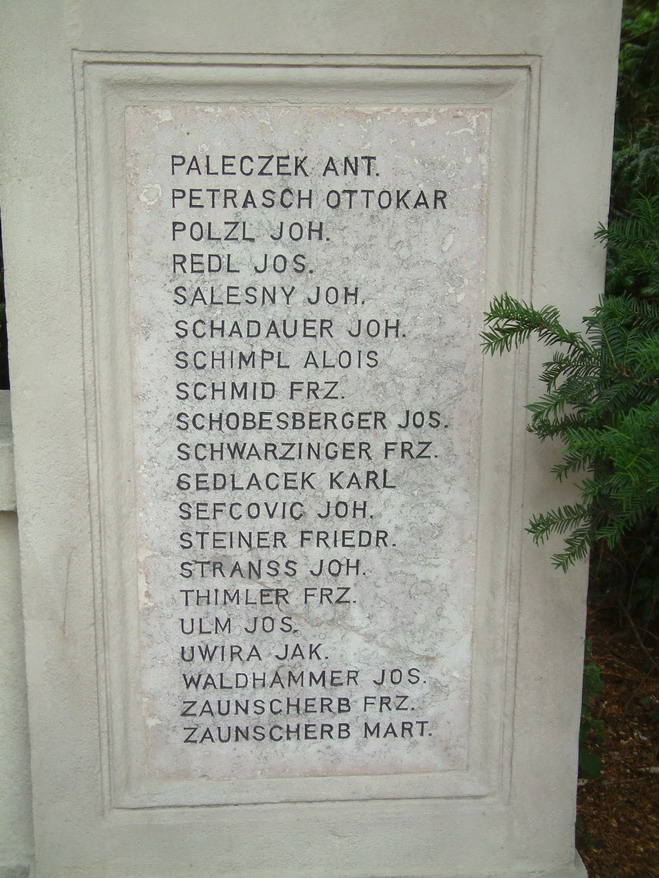 PALECZEK ANT.
PETRASCH OTTOKAR
POLZL JOH.
REDL JOS.
SALESNY JOH.
SCHADAUER JOH.
SCHIMPL ALOIS
SCHMID FRZ.
SCHOBESBERGER JOS.
SCHWARZINGER FRZ.
SEDLACEK KARL
SEFCOVIC JOH.
STEINER FRIEDR.
STRANSS JOH.
THIMLER FRZ.
ULM JOS.
UWIRA JAK.
WALDHAMMER JOS.
ZAUNSCHERB FRZ.
ZAUNSCHERB MART.